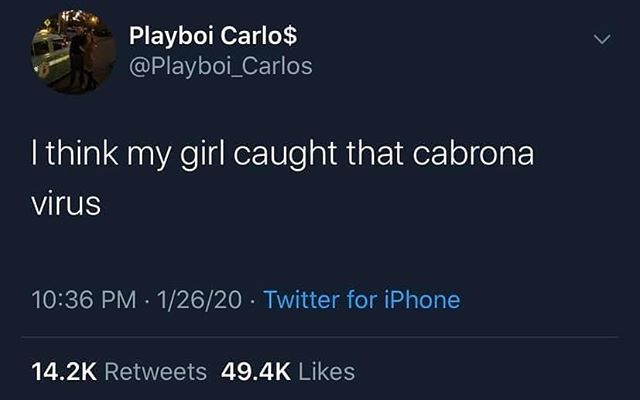 Playboi Carlo$
@Playboi_Carlos
I think my girl caught that cabrona
virus
10:36 PM · 1/26/20 · Twitter for iPhone
14.2K Retweets 49.4K Likes